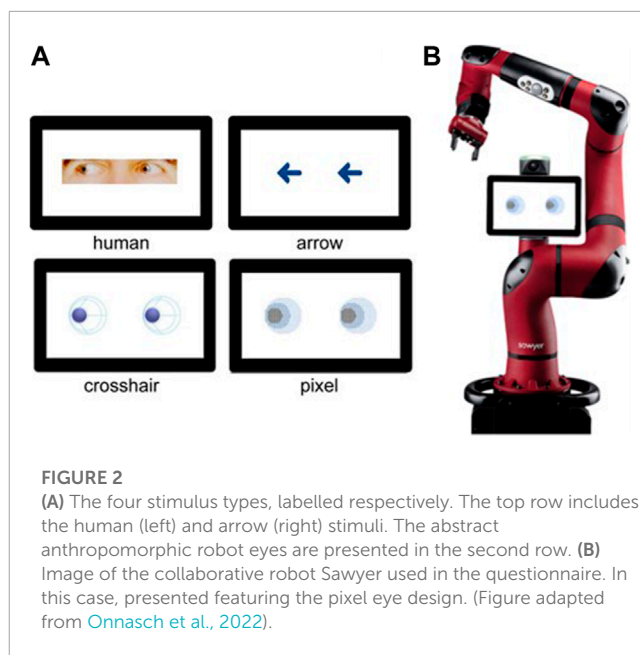 A
B
human
arrow
crosshair
pixel
sawyer
FIGURE 2
(A) The four stimulus types, labelled respectively. The top row includes
the human (left) and arrow (right) stimuli. The abstract
anthropomorphic robot eyes are presented in the second row. (B)
Image of the collaborative robot Sawyer used in the questionnaire. In
this case, presented featuring the pixel eye design. (Figure adapted
from Onnasch et al., 2022).